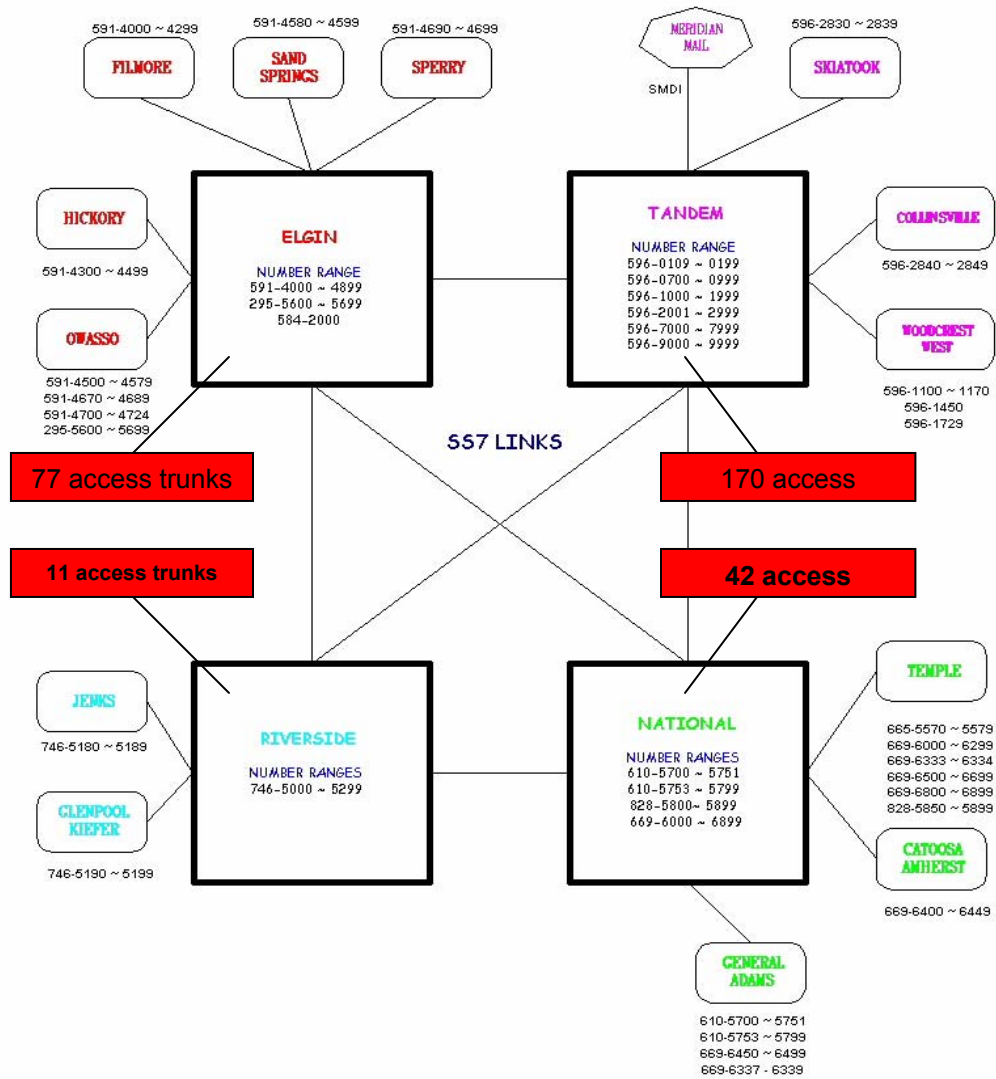 591-4000 ~ 4299
FILMORE
591-4580 ~ 4599
SAND
SPRINGS
591-4690 ~ 4699
SPERRY
MERIDIAN
MAIL
SMDI
596-2830 ~ 2839
SKIATOOK
HICKORY
591-4300 ~ 4499
OWASSO
591-4500 ~ 4579
591-4670 ~ 4689
591-4700 ~ 4724
295-5600 ~ 5699
ELGIN
NUMBER RANGE
591-4000 ~ 4899
295-5600 ~ 5699
584-2000
TANDEM
NUMBER RANGE
596-0109 ~ 0199
596-0700 ~ 0999
596-1000 ~ 1999
596-2001 ~ 2999
596-7000 ~ 7999
596-9000 ~ 9999
COLLINSVILLE
596-2840 ~ 2849
WOODCREST
WEST
596-1100 ~ 1170
596-1450
596-1729
SS7 LINKS
77 access trunks
170 access
11 access trunks
42 access
JENKS
746-5180 ~ 5189
GLENPOOL
KIEFER
746-5190 ~ 5199
RIVERSIDE
NUMBER RANGES
746-5000 ~ 5299
NATIONAL
NUMBER RANGES
610-5700 ~ 5751
610-5753 ~ 5799
828-5800~ 5899
669-6000 ~ 6899
TEMPLE
665-5570 ~ 5579
669-6000 ~ 6299
669-6333 ~ 6334
669-6500 ~ 6699
669-6800 ~ 6899
828-5850 ~ 5899
CATOOSA
AMHERST
669-6400 ~ 6449
GENERAL
ADAMS
610-5700 ~ 5751
610-5753 ~ 5799
669-6450 ~ 6499
669-6337 - 6339